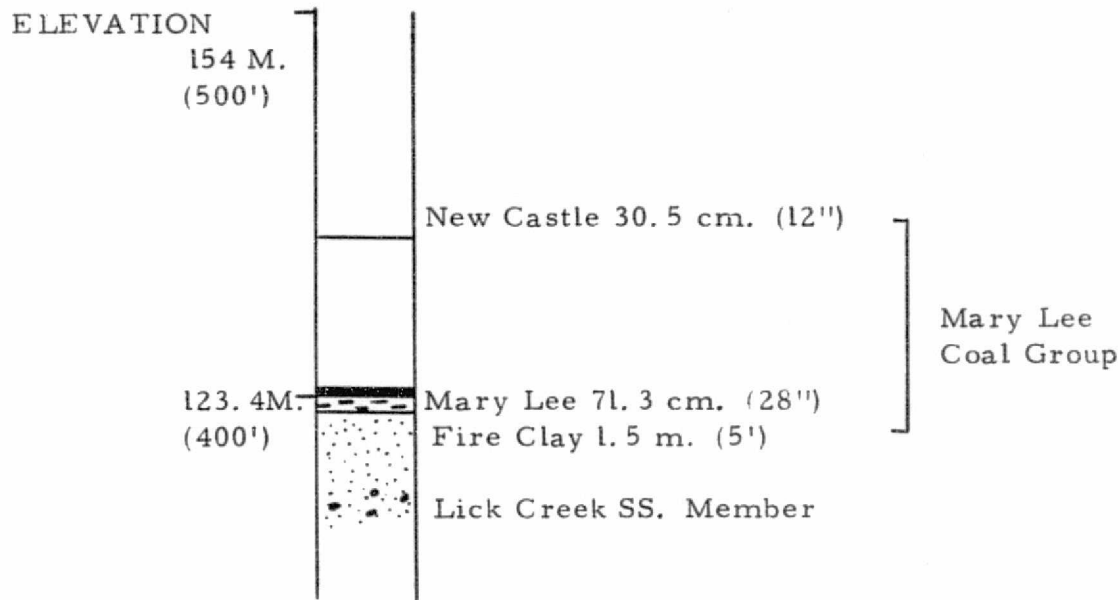 ELEVATION
154 M.
(500')
New Castle 30.5 cm. (12")
Mary Lee
Coal Group
123.4M.
Mary Lee 71.3 cm. (28")
(400')
Fire Clay 1.5 m. (5')
Lick Creek SS. Member